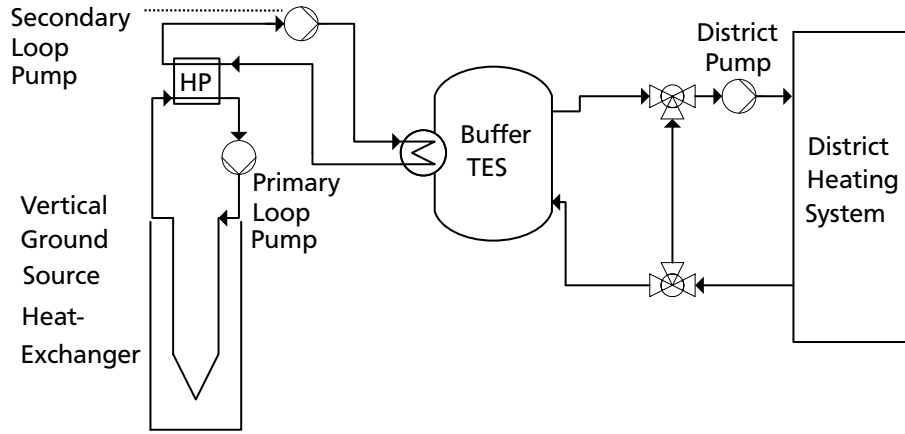 Secondary
Loop
Pump
HP
Primary
Loop
Pump
Vertical
Ground
Source
Heat-
Exchanger
Buffer
TES
District
Pump
District
Heating
System